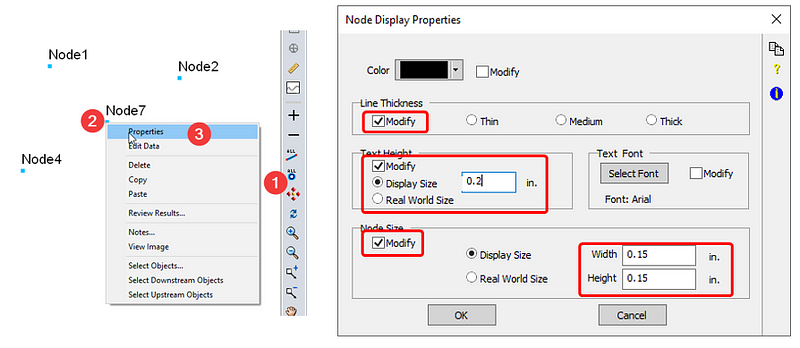 Node1
Node2
Node7
Node4
2
3
1
Properties
Edit Data
Delete
Copy
Paste
Review Results...
Notes...
View Image
Select Objects...
Select Downstream Objects
Select Upstream Objects
ALL
ALL
Node Display Properties
Color
Modify
Line Thickness
Modify
Thin
Medium
Thick
Text Height
Modify
Display Size
0.2
in.
Real World Size
Text Font
Select Font
Modify
Font: Arial
Node Size
Modify
Display Size
Real World Size
Width
0.15
in.
Height
0.15
in.
OK
Cancel